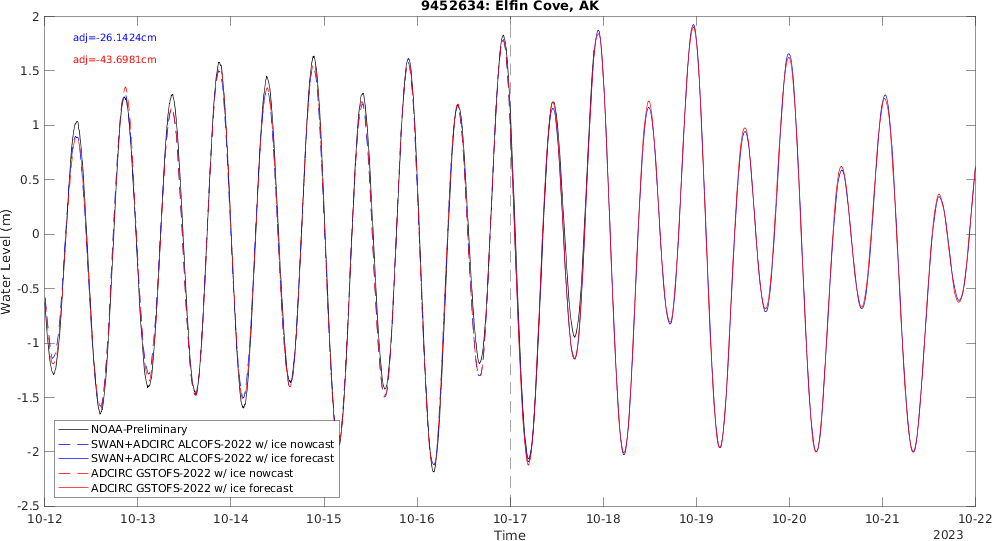 9452634: Elfin Cove, AK
adj=-26.1424cm
adj=-43.6981cm
2
1.5
1
0.5
0
-0.5
-1
-1.5
-2
-2.5
Water Level (m)
NOAA-Preliminary
SWAN+ADCIRC ALCOFS-2022 w/ ice nowcast
SWAN+ADCIRC ALCOFS-2022 w/ ice forecast
ADCIRC GSTOFS-2022 w/ ice nowcast
ADCIRC GSTOFS-2022 w/ ice forecast
10-12 10-13 10-14 10-15 10-16 10-17 10-18 10-19 10-20 10-21 10-22
Time
2023